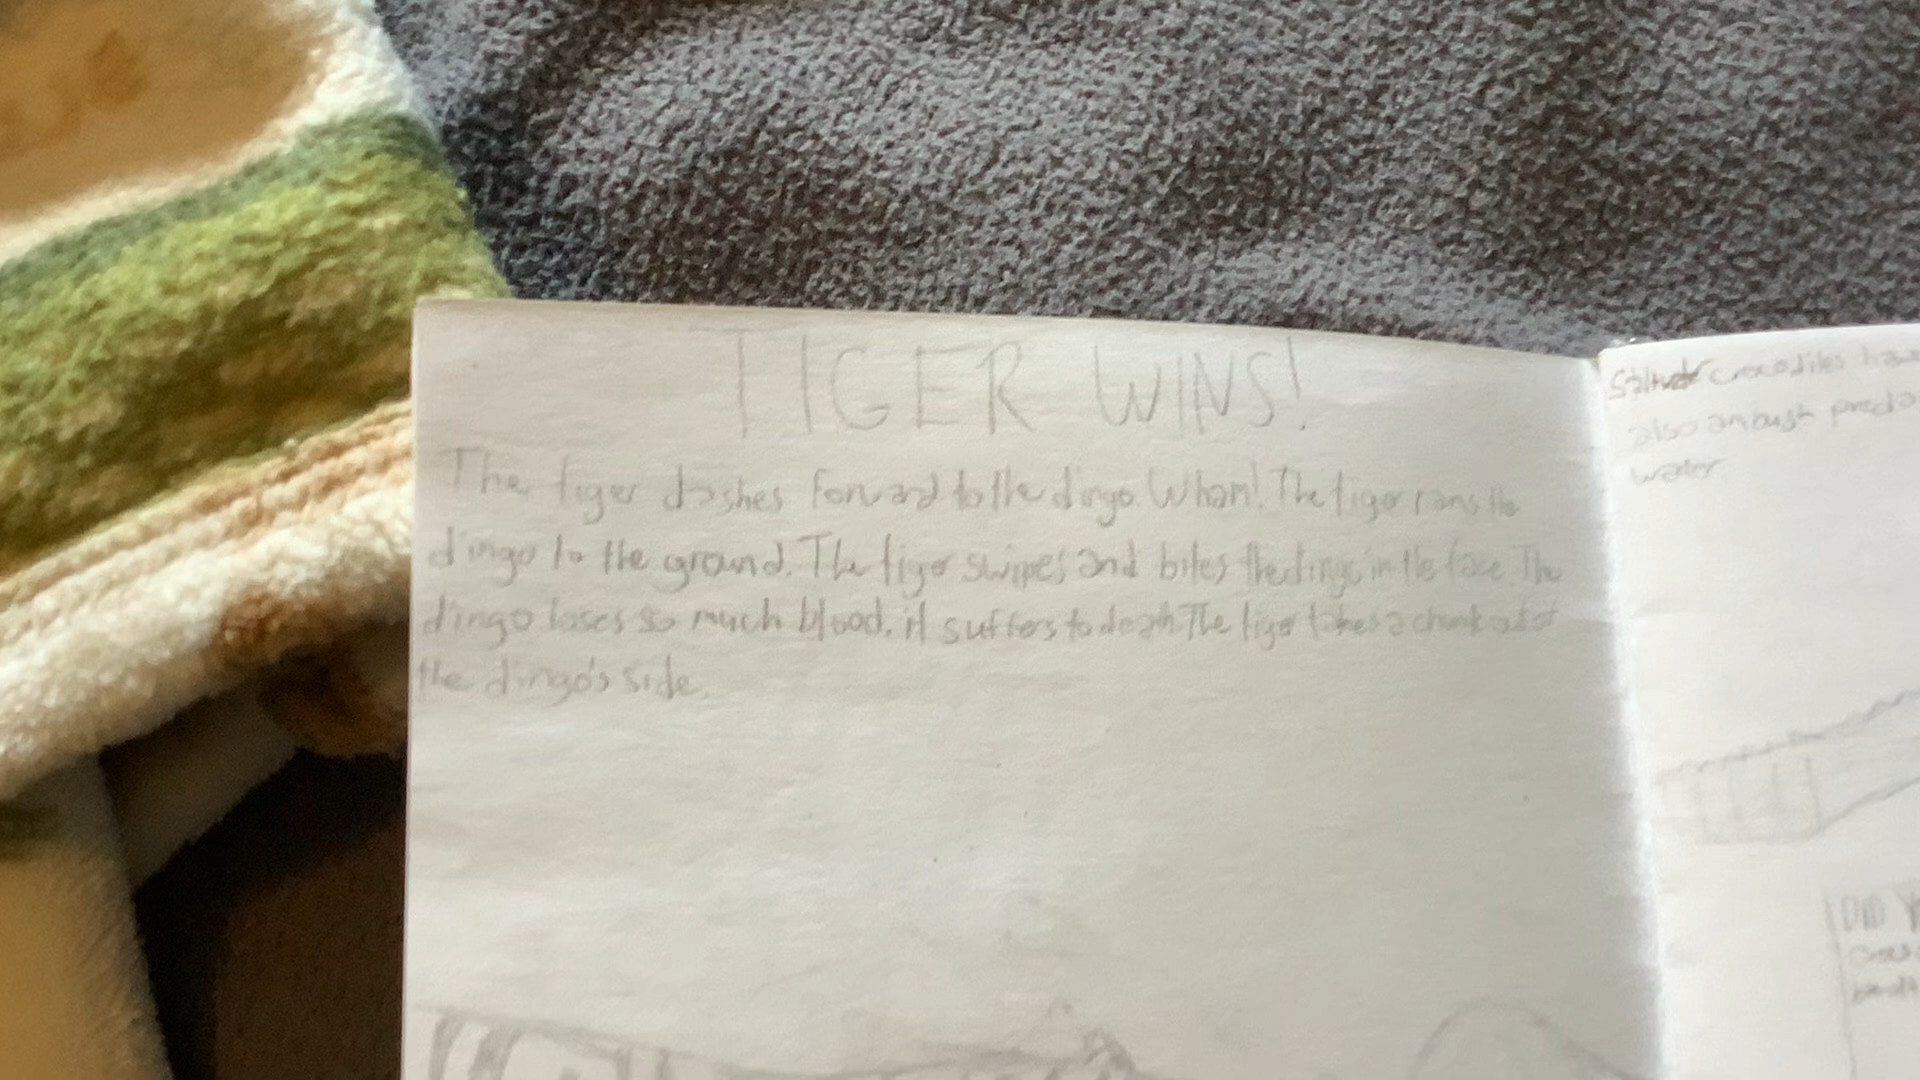 TIGER WINS!
The tiger dashes forward to the dingo. Wham! The tiger rams the
dingo to the ground. The tiger swipes and bites the dingo in the face. The
dingo loses so much blood, it suffers to death. The tiger takes a chunk out of
the dingo's side.
crocodiles
also ambush
water.
DID